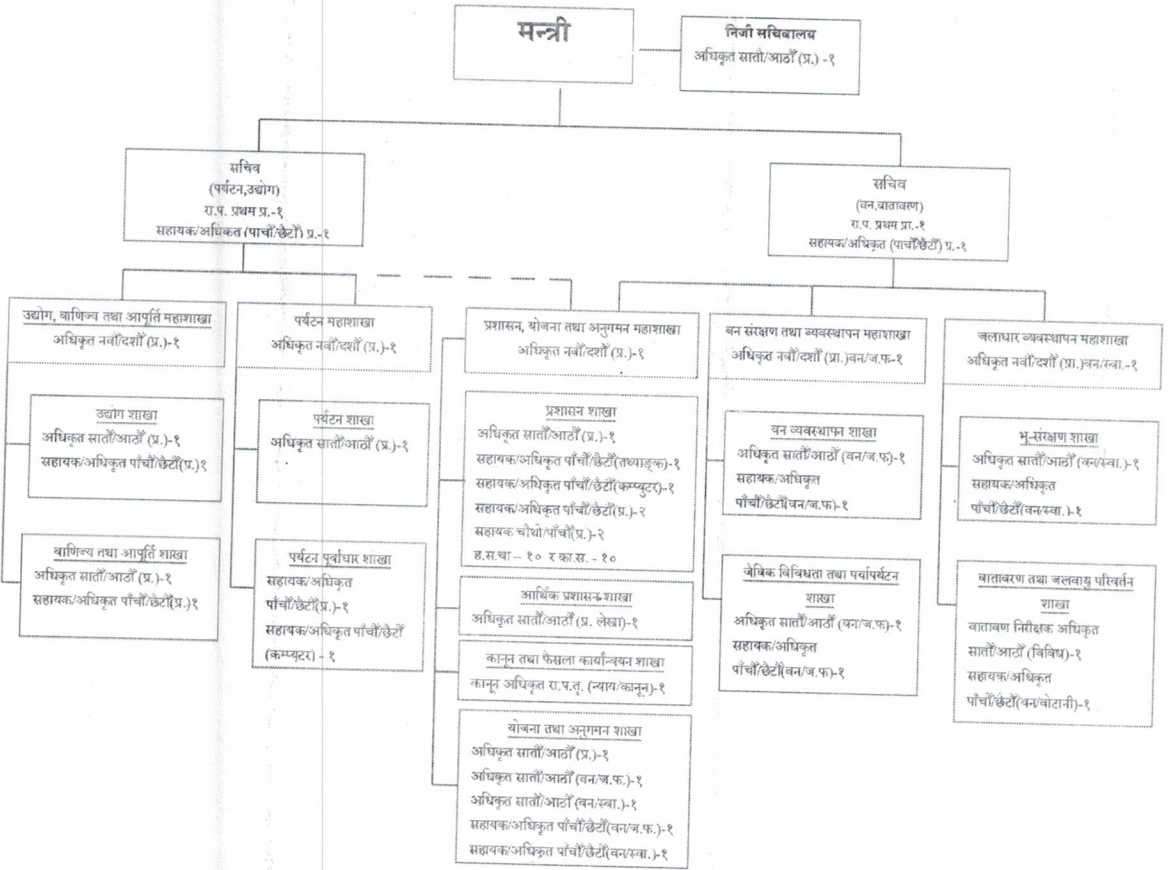 मन्त्री
निजी सचिवालय
अधिकृत सातौ/आठौँ (प्र.) -१
सचिव
(पर्यटन,उद्योग)
रा.प. प्रथम प्र.-१
सहायक/अधिकृत (पाचौँ/छैटौँ) प्र.-१
सचिव
(वन,वातावरण)
रा.प. प्रथम प्रा.-१
सहायक/अधिकृत (पाचौँ/छैटौँ) प्र.-१
उद्योग, वाणिज्य तथा आपूर्ति महाशाखा
अधिकृत नवौँ/दशौँ (प्र.)-१
उद्योग शाखा
अधिकृत सातौँ/आठौँ (प्र.)-१
सहायक/अधिकृत पाँचौँ/छैटौँ(प्र.)१
वाणिज्य तथा आपूर्ति शाखा
अधिकृत सातौँ/आठौँ (प्र.)-१
सहायक/अधिकृत पाँचौँ/छैटौँ(प्र.)१
पर्यटन महाशाखा
अधिकृत नवौँ/दशौँ (प्र.)-१
पर्यटन शाखा
अधिकृत सातौँ/आठौँ (प्र.)-१
पर्यटन पूर्वाधार शाखा
सहायक/अधिकृत
पाँचौँ/छैटौँ(प्र.)-१
सहायक/अधिकृत पाँचौँ/छैटौँ
(कम्प्युटर) - १
प्रशासन, योजना तथा अनुगमन महाशाखा
अधिकृत नवौँ/दशौँ (प्र.)-१
प्रशासन शाखा
अधिकृत सातौँ/आठौँ (प्र.)-१
सहायक/अधिकृत पाँचौँ/छैटौँ(तथ्याङ्क)-१
सहायक/अधिकृत पाँचौँ/छैटौँ(कम्प्युटर)-१
सहायक/अधिकृत पाँचौँ/छैटौँ(प्र.)-२
सहायक चौथो/पाँचौँ(प्र.)-२
ह.स.चा – १० र का.स. - १०
आर्थिक प्रशासन शाखा
अधिकृत सातौँ/आठौँ (प्र. लेखा)-१
कानून तथा फैसला कार्यान्वयन शाखा
कानून अधिकृत रा.प.तृ. (न्याय/कानून)-१
योजना तथा अनुगमन शाखा
अधिकृत सातौँ/आठौँ (प्र.)-१
अधिकृत सातौँ/आठौँ (वन/ज.फ.)-१
अधिकृत सातौँ/आठौँ (वन/स्वा.)-१
सहायक/अधिकृत पाँचौँ/छैटौँ(वन/ज.फ.)-१
सहायक/अधिकृत पाँचौँ/छैटौँ(वन/स्वा.)-१
वन संरक्षण तथा व्यवस्थापन महाशाखा
अधिकृत नवौँ/दशौँ (प्रा.)वन/ज.फ-१
वन व्यवस्थापन शाखा
अधिकृत सातौँ/आठौँ (वन/ज.फ)-१
सहायक/अधिकृत
पाँचौँ/छैटौँ(वन/ज.फ)-१
जैविक विविधता तथा पर्यापर्यटन
शाखा
अधिकृत सातौँ/आठौँ (वन/ज.फ)-१
सहायक/अधिकृत
पाँचौँ/छैटौँ(वन/ज.फ)-१
जलाधार व्यवस्थापन महाशाखा
अधिकृत नवौँ/दशौँ (प्रा.)वन/स्वा.-१
भू-संरक्षण शाखा
अधिकृत सातौँ/आठौँ (वन/स्वा.)-१
सहायक/अधिकृत
पाँचौँ/छैटौँ(वन/स्वा.)-१
वातावरण तथा जलवायु परिवर्तन
शाखा
वातावण निरीक्षक अधिकृत
सातौँ/आठौँ (विविध)-१
सहायक/अधिकृत
पाँचौँ/छैटौँ(वन/वोटानी)-१